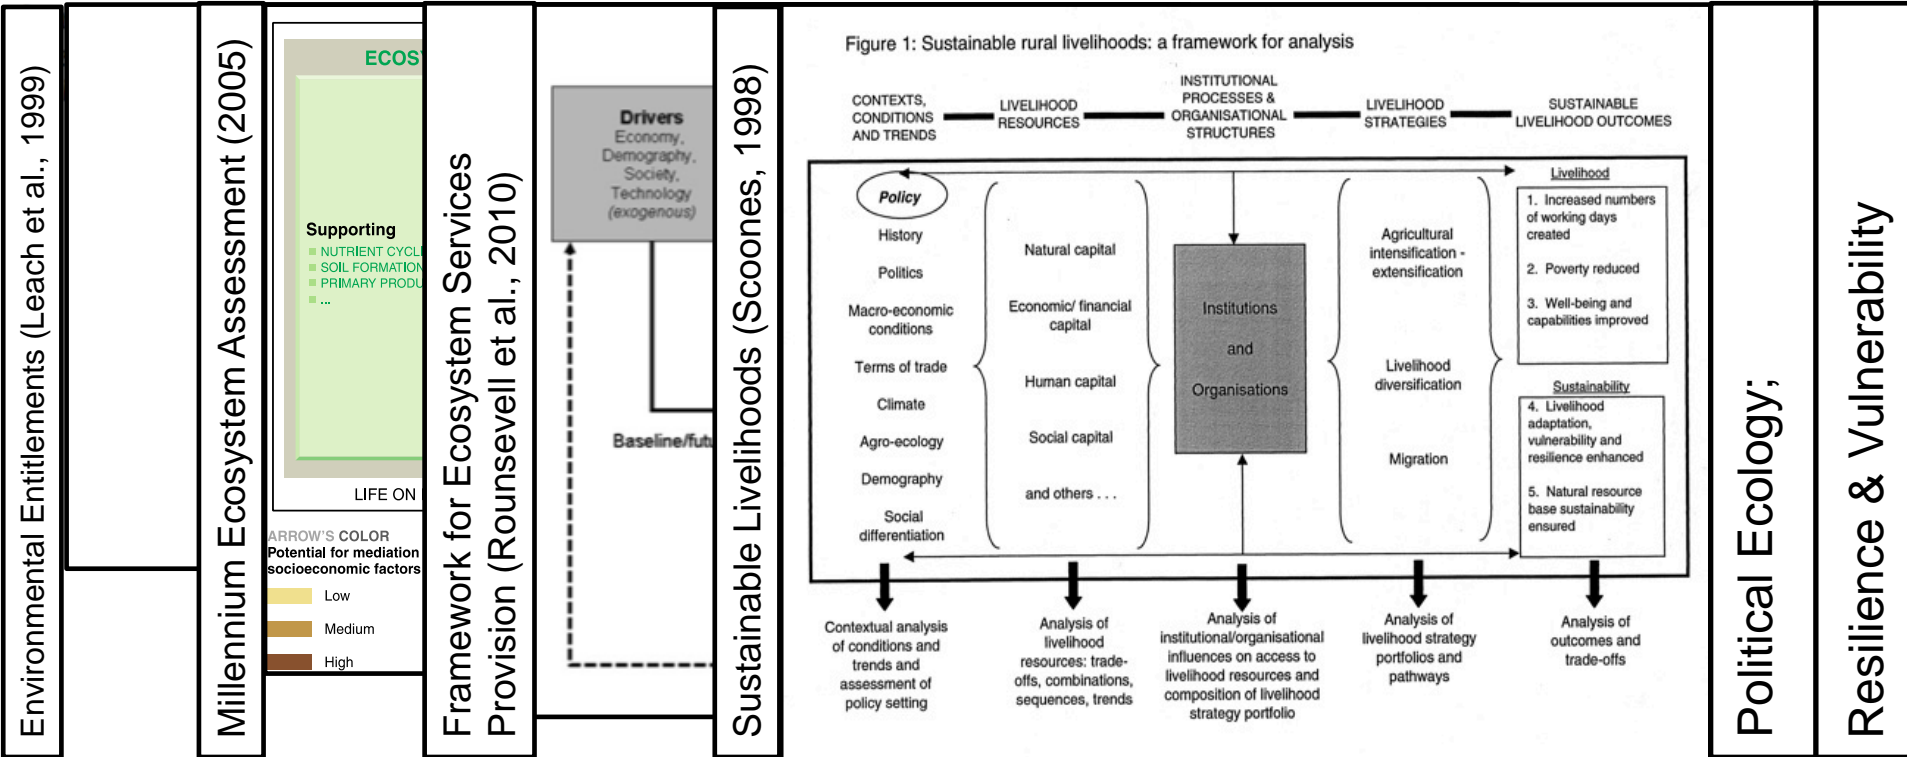 Environmental Entitlements (Leach et al., 1999)
Millennium Ecosystem Assessment (2005)
Supporting
NUTRIENT
SOIL FORMATION
PRIMARY
...
LIFE ON
ARROW'S COLOR
Potential for mediation
socioeconomic factors
Low
Medium
High
Framework for Ecosystem Services
Provision (Rounsevell et al., 2010)
Drivers
Economy,
Demography,
Society,
Technology
(exogenous)
Sustainable Livelihoods (Scoones, 1998)
Figure 1: Sustainable rural livelihoods: a framework for analysis
CONTEXTS,
CONDITIONS
AND TRENDS
LIVELIHOOD
RESOURCES
INSTITUTIONAL
PROCESSES &
ORGANISATIONAL
STRUCTURES
LIVELIHOOD
STRATEGIES
SUSTAINABLE
LIVELIHOOD OUTCOMES
Policy
History
Politics
Macro-economic
conditions
Terms of trade
Climate
Agro-ecology
Demography
Social
differentiation
Natural capital
Economic/ financial
capital
Human capital
Social capital
and others . . .
Institutions
and
Organisations
Agricultural
intensification -
extensification
Livelihood
diversification
Migration
Livelihood
1. Increased numbers
of working days
created
2. Poverty reduced
3. Well-being and
capabilities improved
Sustainability
4. Livelihood
adaptation,
vulnerability and
resilience enhanced
5. Natural resource
base sustainability
ensured
Contextual analysis
of conditions and
trends and
assessment of
policy setting
Analysis of
livelihood
resources: trade-
offs, combinations,
sequences, trends
Analysis of
institutional/organisational
influences on access to
livelihood resources and
composition of livelihood
strategy portfolio
Analysis of
livelihood strategy
portfolios and
pathways
Analysis of
outcomes and
trade-offs
Political Ecology;
Resilience & Vulnerability